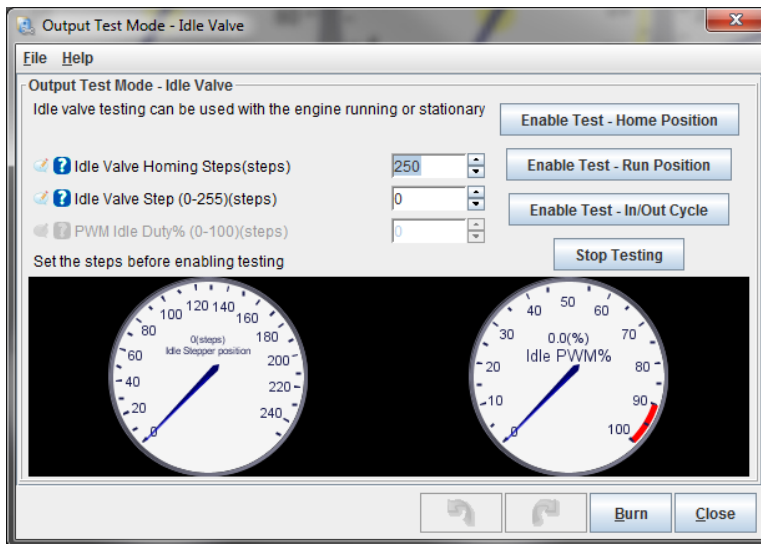 Output Test Mode - Idle Valve
File Help
Output Test Mode - Idle Valve
Idle valve testing can be used with the engine running or stationary
Enable Test - Home Position
Idle Valve Homing Steps(steps) 250
Enable Test - Run Position
Idle Valve Step (0-255)(steps) 0
Enable Test - In/Out Cycle
PWM Idle Duty% (0-100)(steps) 0
Stop Testing
Set the steps before enabling testing
0 20 40 60 80 100 120 140 160 180 200 220 240
0(steps)
Idle Stepper position
0 10 20 30 40 50 60 70 80 90 100
0.0(%)
Idle PWM%
Burn
Close